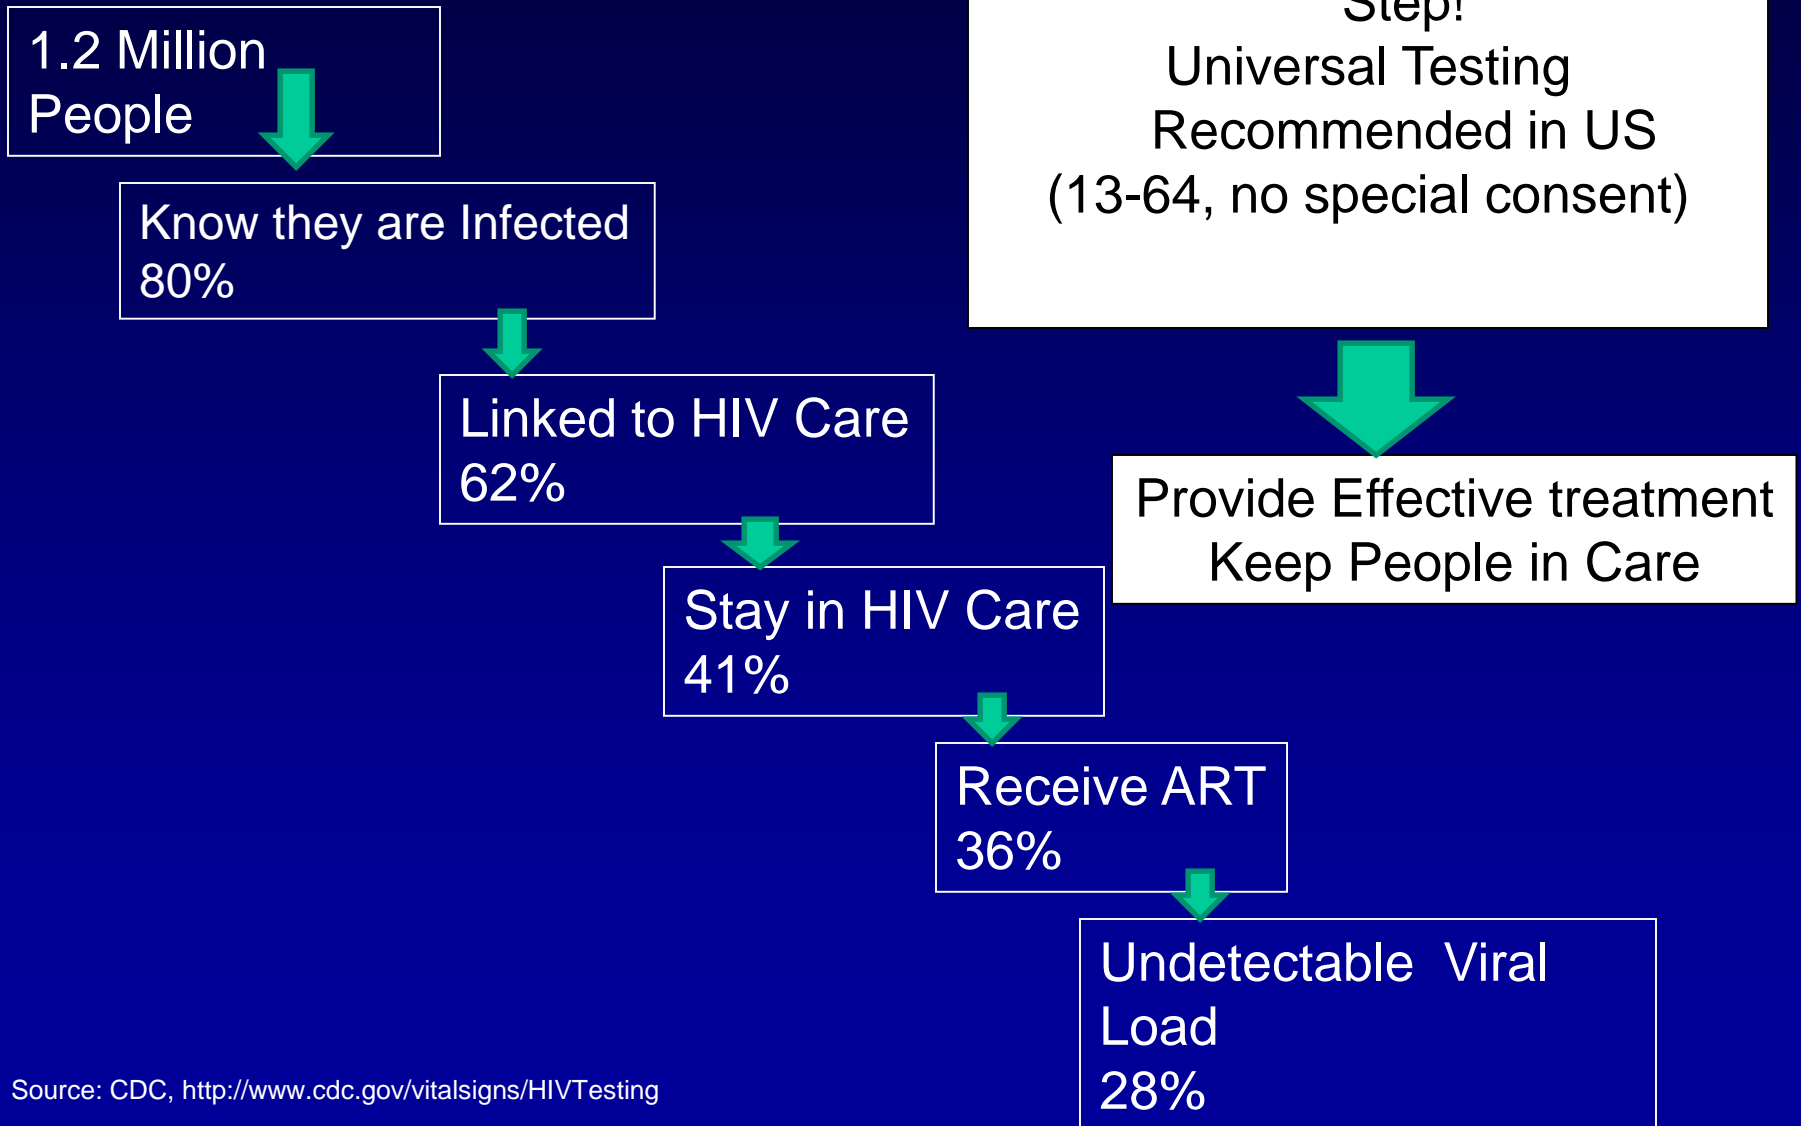 1.2 Million
People
Know they are Infected
80%
Linked to HIV Care
62%
Stay in HIV Care
41%
Receive ART
36%
Undetectable Viral
Load
28%
Step!
Universal Testing
Recommended in US
(13-64, no special consent)
Provide Effective treatment
Keep People in Care
Source: CDC, http://www.cdc.gov/vitalsigns/HIVTesting